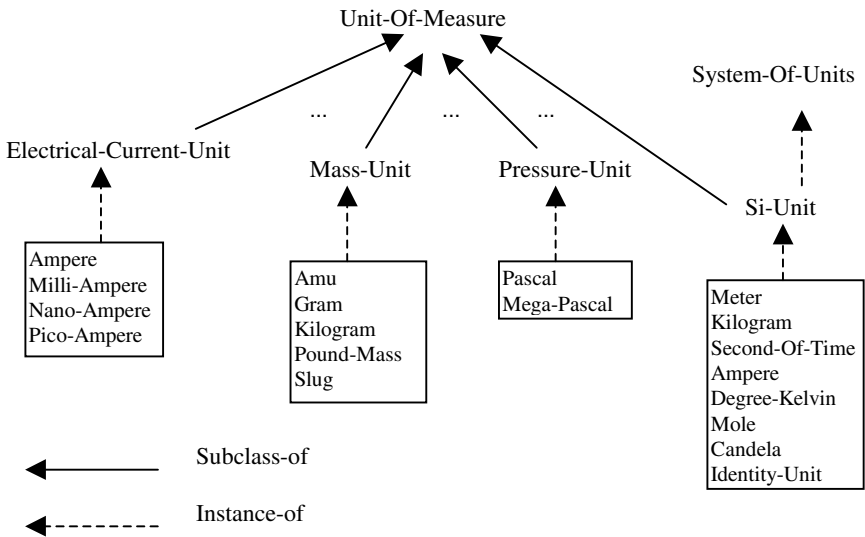 Unit-Of-Measure
System-Of-Units
... ... ...
Electrical-Current-Unit
Mass-Unit
Pressure-Unit
Si-Unit
Ampere
Milli-Ampere
Nano-Ampere
Pico-Ampere
Amu
Gram
Kilogram
Pound-Mass
Slug
Pascal
Mega-Pascal
Meter
Kilogram
Second-Of-Time
Ampere
Degree-Kelvin
Mole
Candela
Identity-Unit
Subclass-of
Instance-of